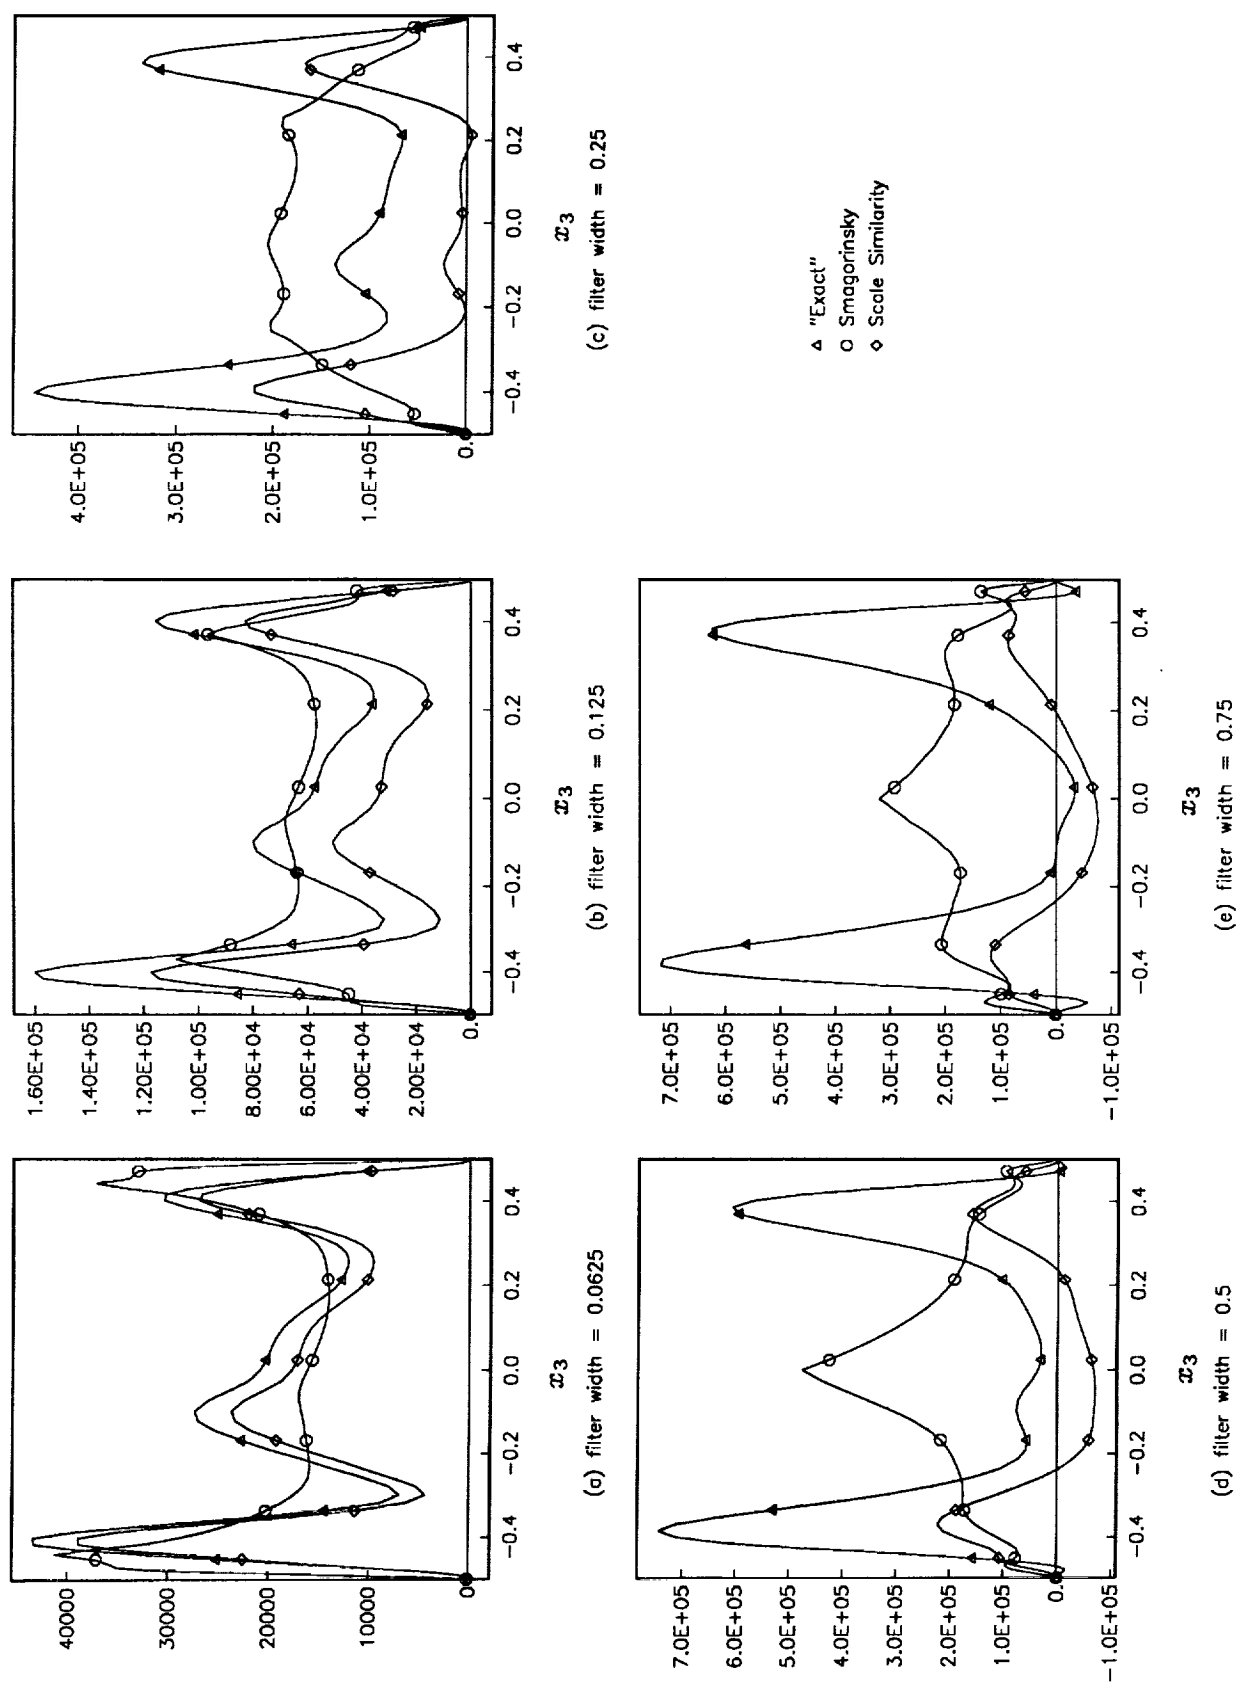 40000
30000
20000
10000
0.
-0.4
-0.2
0.0
0.2
0.4
x3
(a) filter width = 0.0625
1.60E+05
1.40E+05
1.20E+05
1.00E+05
8.00E+04
6.00E+04
4.00E+04
2.00E+04
0.
-0.4
-0.2
0.0
0.2
0.4
x3
(b) filter width = 0.125
4.0E+05
3.0E+05
2.0E+05
1.0E+05
0.
-0.4
-0.2
0.0
0.2
0.4
x3
(c) filter width = 0.25
7.0E+05
6.0E+05
5.0E+05
4.0E+05
3.0E+05
2.0E+05
1.0E+05
0.
-1.0E+05
-0.4
-0.2
0.0
0.2
0.4
x3
(d) filter width = 0.5
7.0E+05
6.0E+05
5.0E+05
4.0E+05
3.0E+05
2.0E+05
1.0E+05
0.
-1.0E+05
-0.4
-0.2
0.0
0.2
0.4
x3
(e) filter width = 0.75
"Exact"
Smagorinsky
Scale Similarity